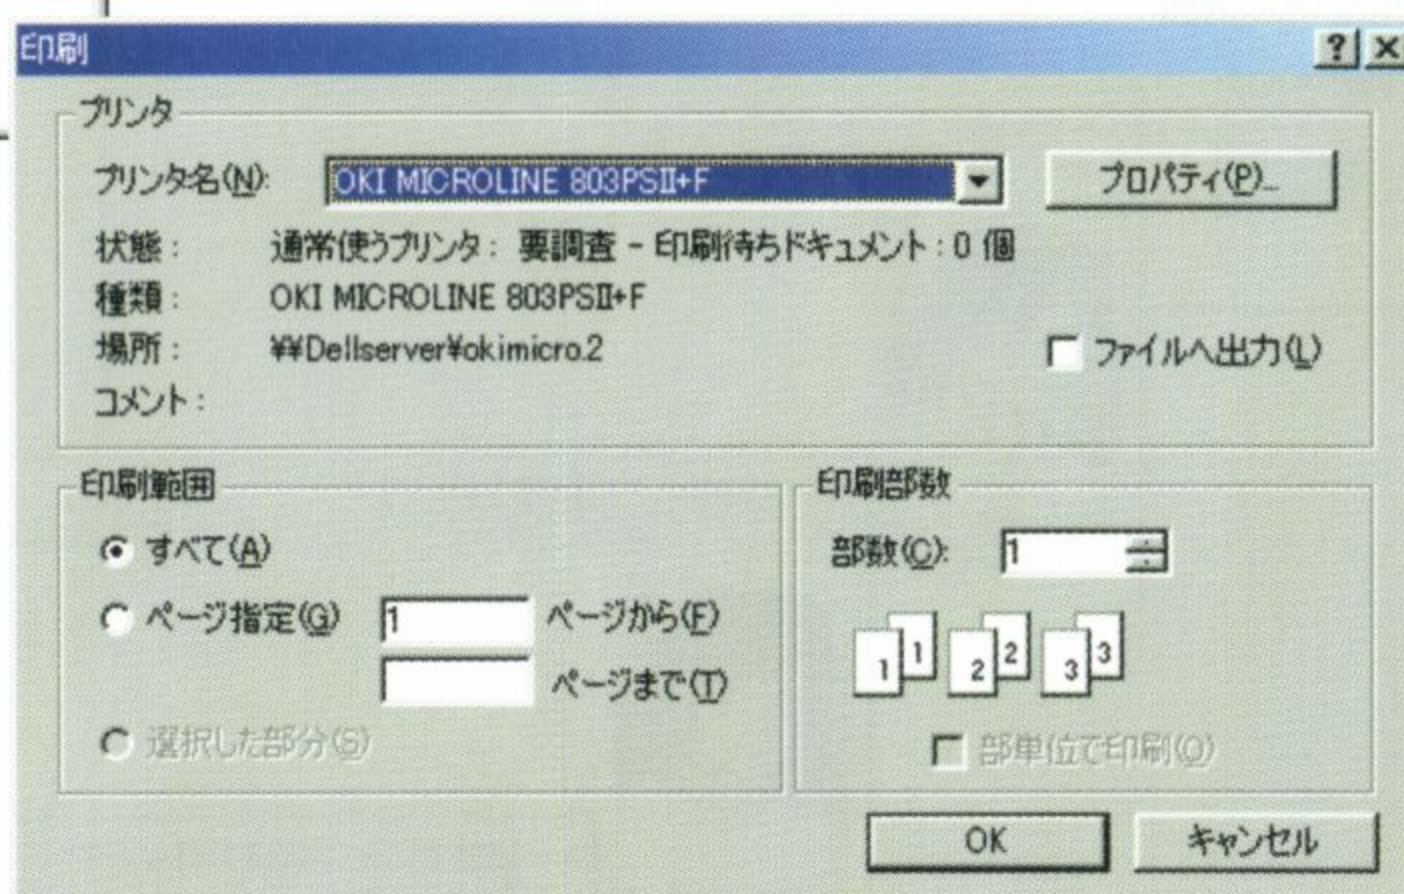 印刷
? ×
プリンタ
プリンタ名(N): OKI MICROLINE 803PSII+F プロパティ(P)...
状態 : 通常使うプリンタ : 要調査 - 印刷待ちドキュメント : 0 個
種類 : OKI MICROLINE 803PSII+F
場所 : ¥¥Dellserver¥okimicro.2
ファイルへ出力(L)
コメント :
印刷範囲
すべて(A)
ページ指定(G) 1 ページから(F)
ページまで(T)
選択した部分(S)
印刷部数
部数(C): 1
1 1 2 2 3 3
部単位で印刷(O)
OK キャンセル